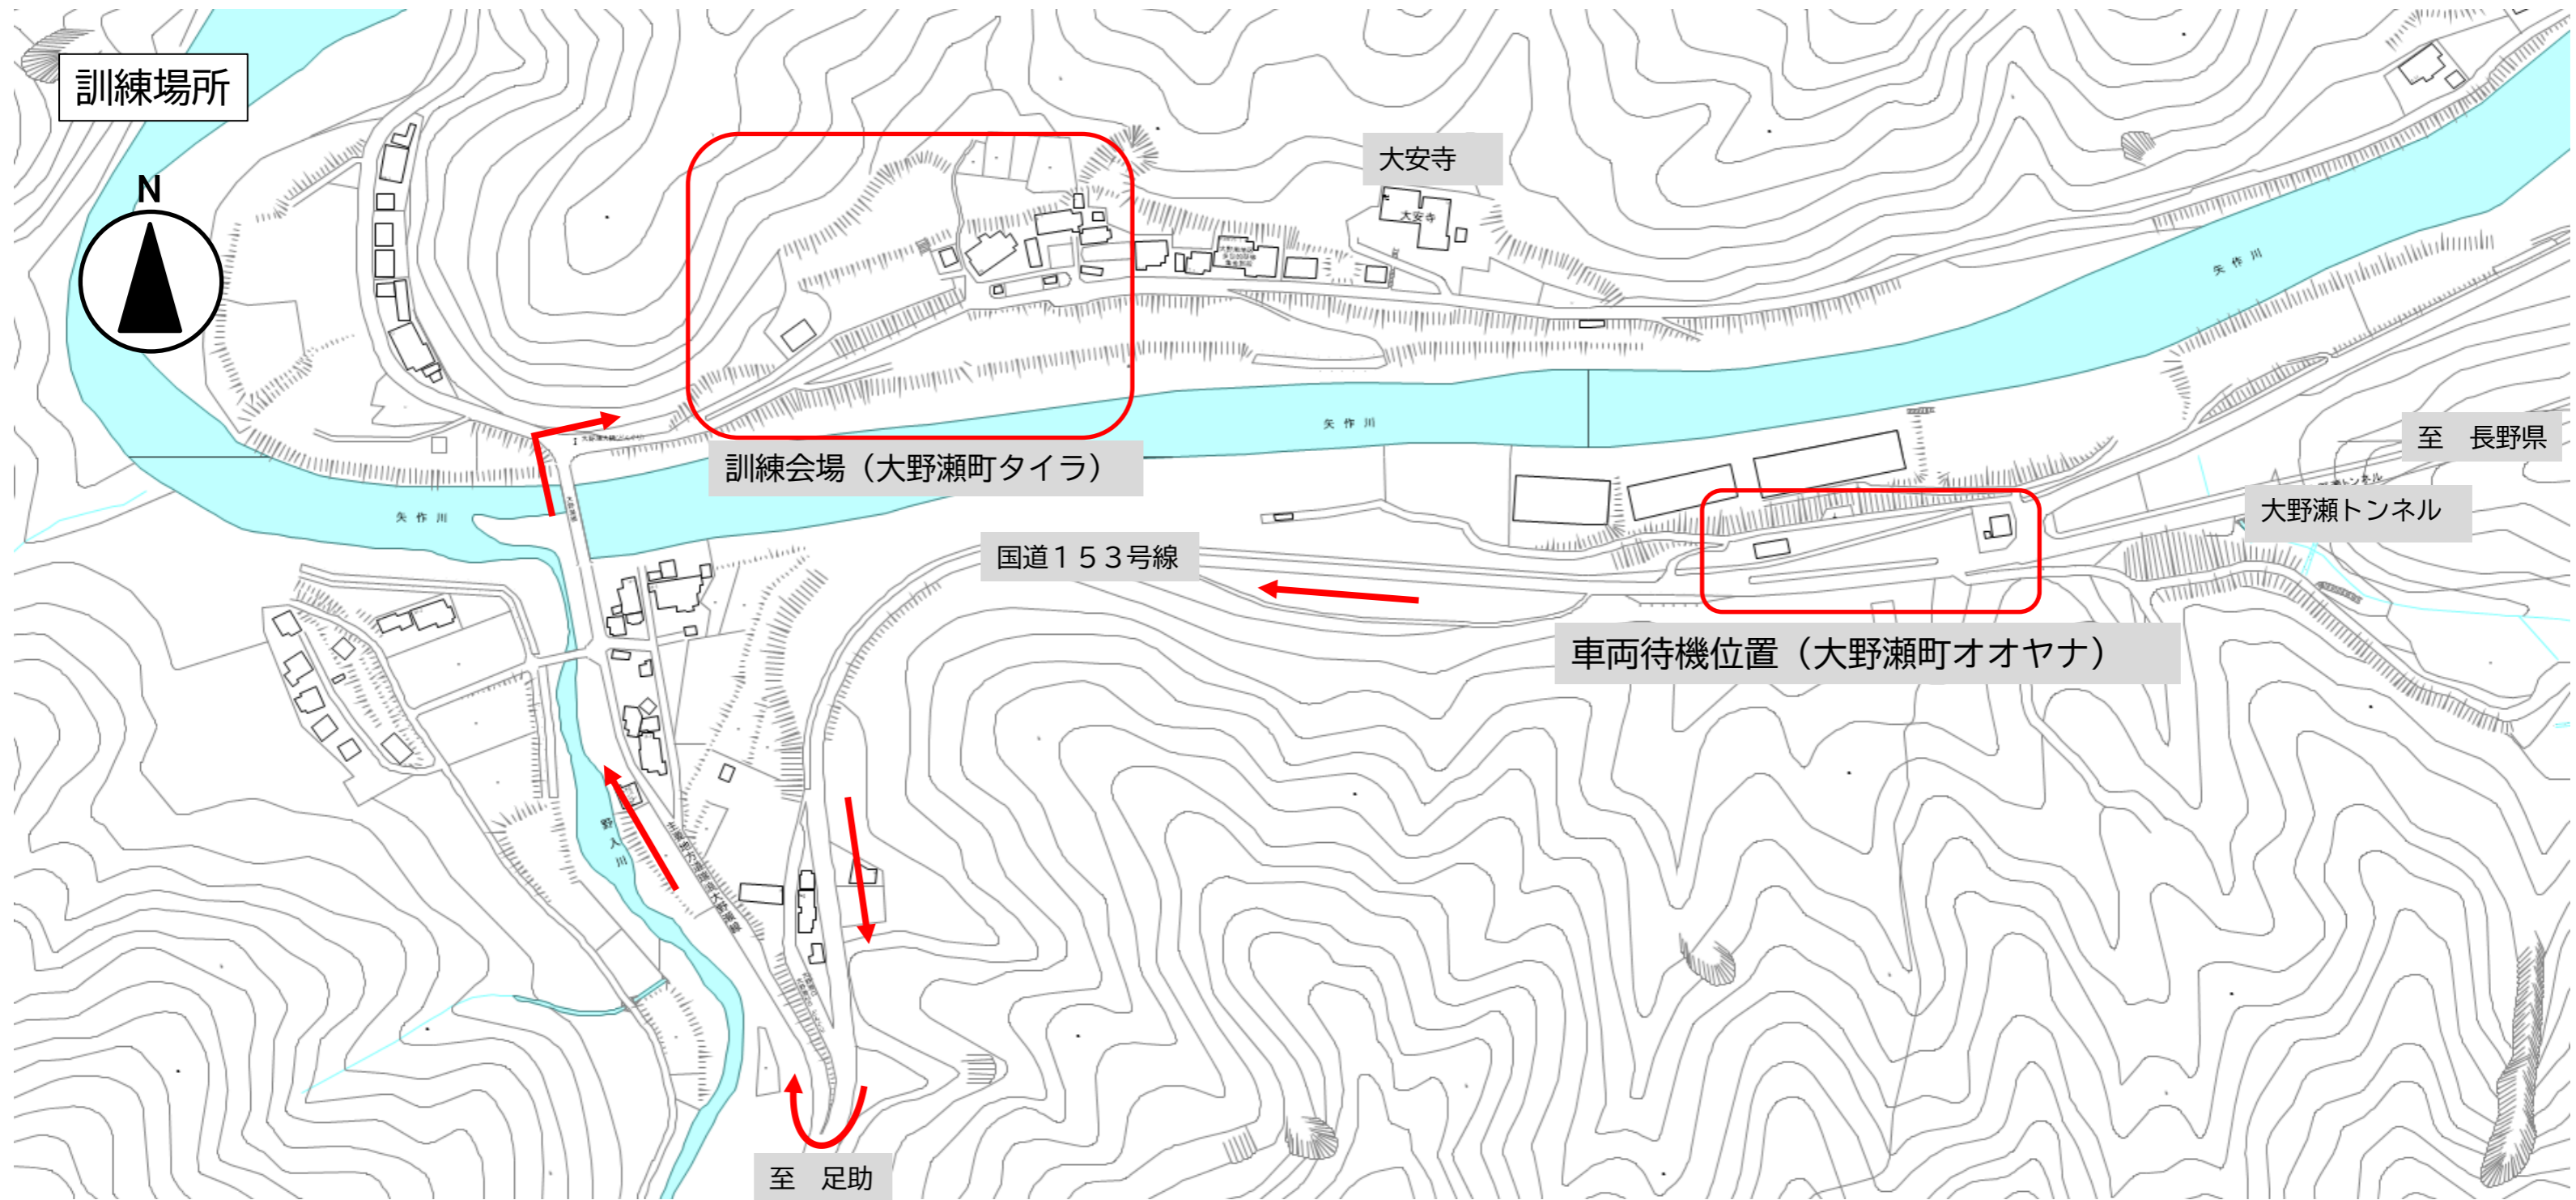 訓練場所
N
大安寺
大安寺
矢作川
矢作川
至　長野県
訓練会場（大野瀬町タイラ）
大野瀬トンネル
矢作川
国道１５３号線
車両待機位置（大野瀬町オオヤナ）
野入川
至　足助